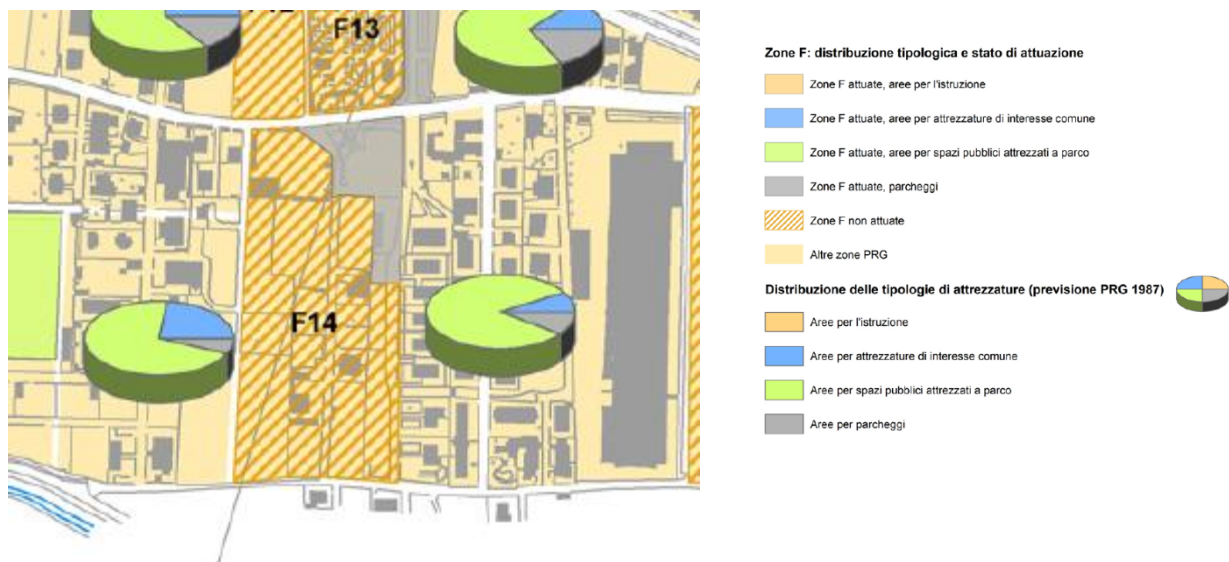 F13
F14
Zone F: distribuzione tipologica e stato di attuazione
Zone F attuate, aree per l'istruzione
Zone F attuate, aree per attrezzature di interesse comune
Zone F attuate, aree per spazi pubblici attrezzati a parco
Zone F attuate, parcheggi
Zone F non attuate
Altre zone PRG
Distribuzione delle tipologie di attrezzature (previsione PRG 1987)
Aree per l'istruzione
Aree per attrezzature di interesse comune
Aree per spazi pubblici attrezzati a parco
Aree per parcheggi